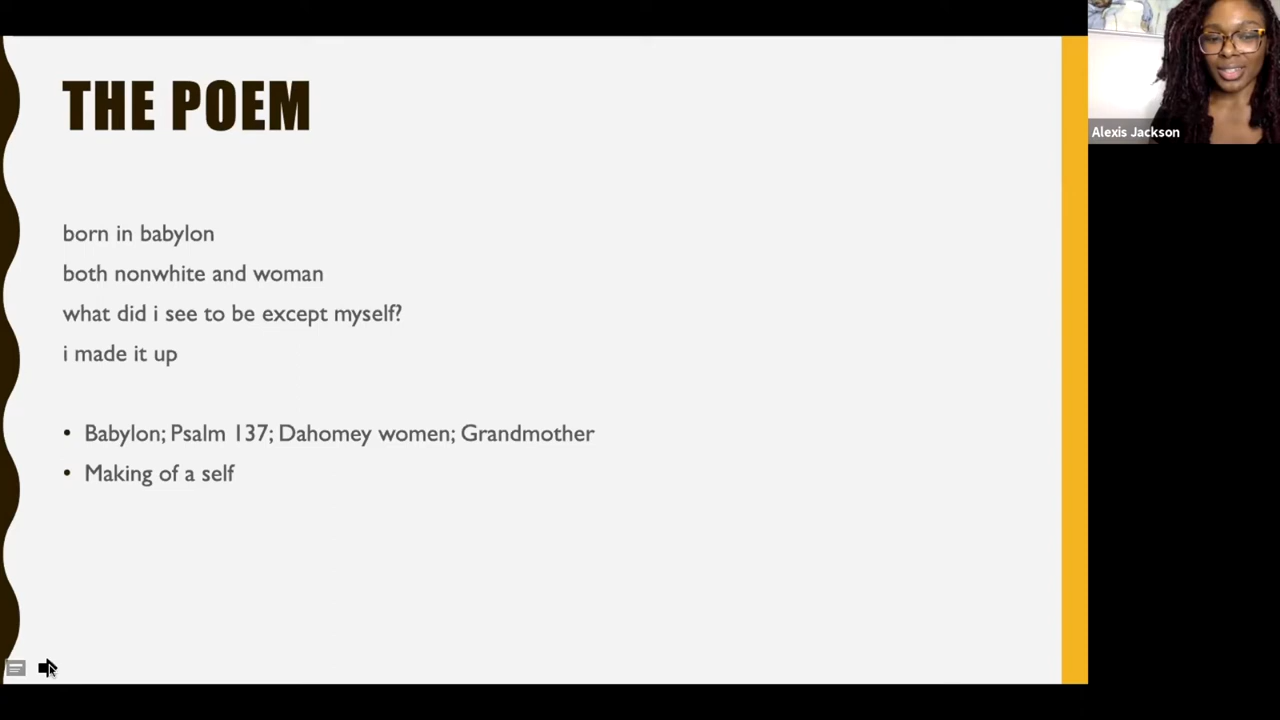 THE POEM
born in babylon
both nonwhite and woman
what did i see to be except myself?
i made it up
• Babylon; Psalm 137; Dahomey women; Grandmother
• Making of a self
Alexis Jackson